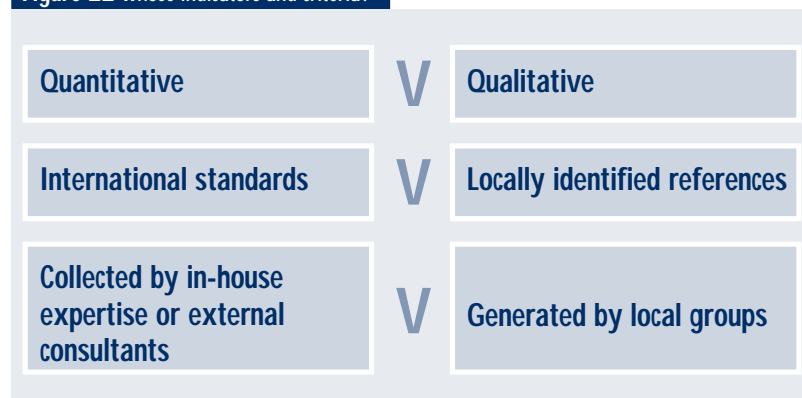 Quantitative V Qualitative
International standards V Locally identified references
Collected by in-house
expertise or external
consultants
V Generated by local groups